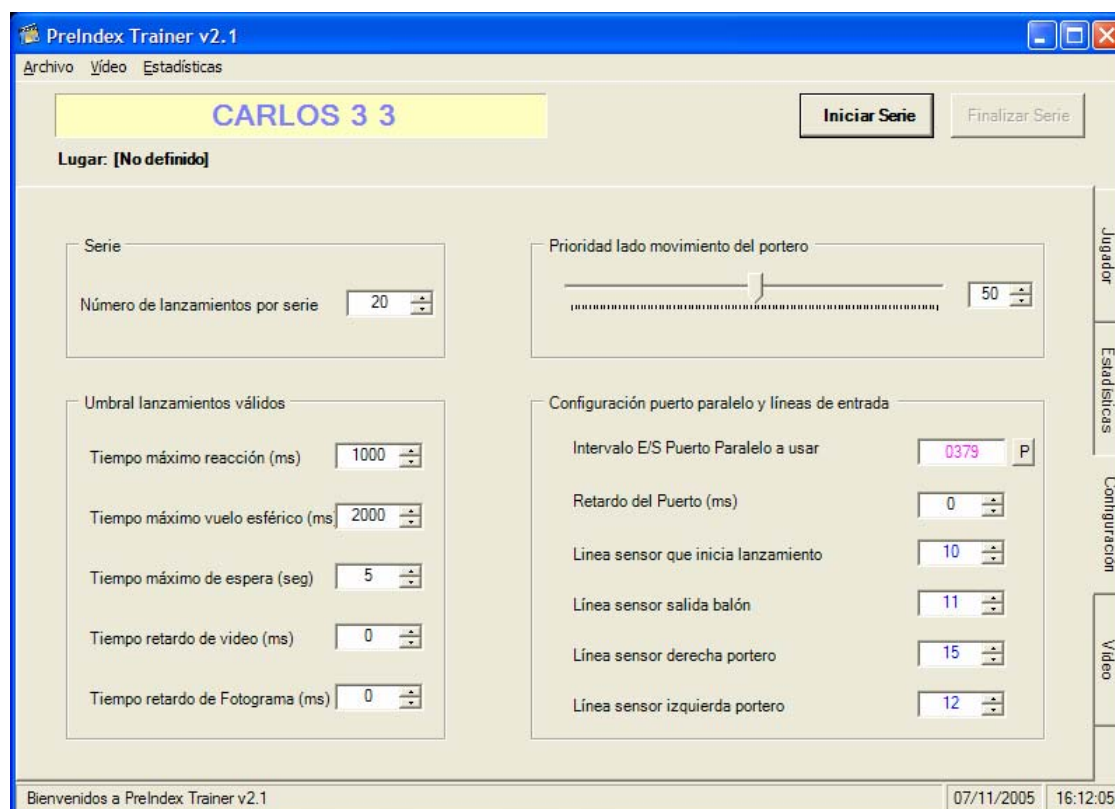 PreIndex Trainer v2.1
Archivo Vídeo Estadísticas
CARLOS 3 3
Iniciar Serie
Finalizar Serie
Lugar: [No definido]
Serie
Número de lanzamientos por serie 20
Prioridad lado movimiento del portero
50
Umbral lanzamientos válidos
Tiempo máximo reacción (ms) 1000
Tiempo máximo vuelo esférico (ms 2000
Tiempo máximo de espera (seg) 5
Tiempo retardo de video (ms) 0
Tiempo retardo de Fotograma (ms) 0
Configuración puerto paralelo y líneas de entrada
Intervalo E/S Puerto Paralelo a usar 0379 P
Retardo del Puerto (ms) 0
Linea sensor que inicia lanzamiento 10
Línea sensor salida balón 11
Línea sensor derecha portero 15
Línea sensor izquierda portero 12
Jugador
Estadísticas
Configuración
Vídeo
Bienvenidos a PreIndex Trainer v2.1
07/11/2005 16:12:05